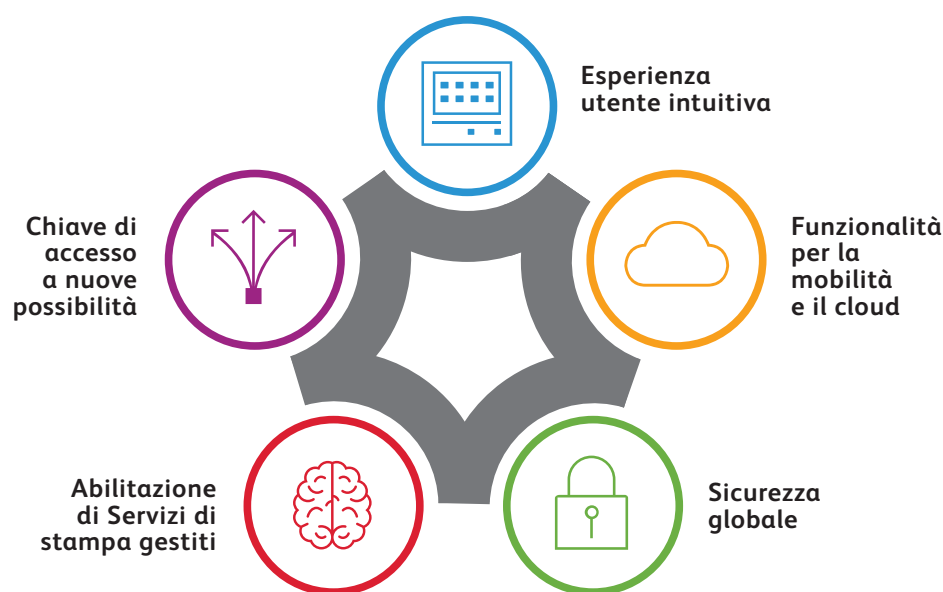 Esperienza
utente intuitiva
Funzionalità
per la
mobilità
e il cloud
Sicurezza
globale
Abilitazione
di Servizi di
stampa gestiti
Chiave di
accesso
a nuove
possibilità